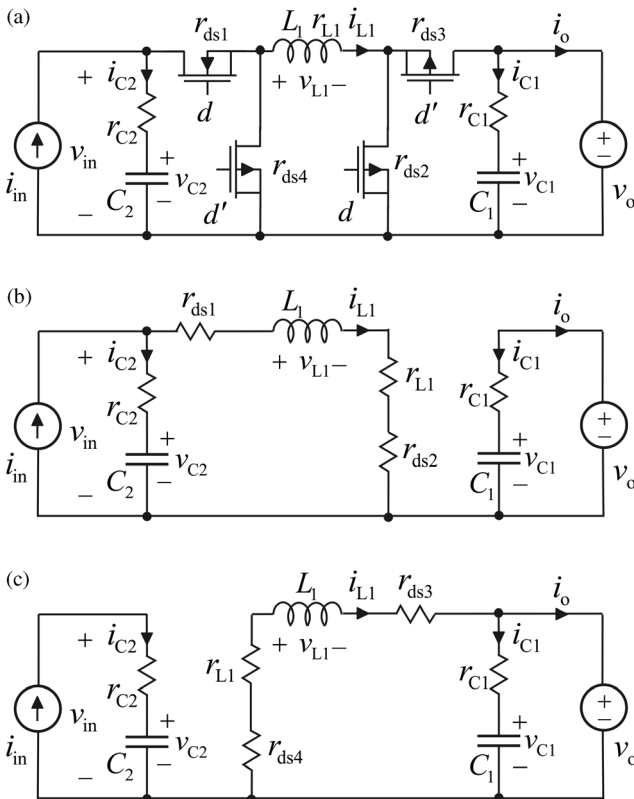 (a)
r_ds1 L_1 r_L1 i_L1 r_ds3 i_o
+ i_C2 + v_L1 − i_C1
d d'
r_C2 r_C1
v_in + r_ds4 r_ds2 + + −
i_in v_C2 v_C1
− C_2 − d' d C_1 − v_o
(b)
r_ds1 L_1 i_L1 i_o
+ i_C2 + v_L1 − i_C1
r_C2 r_L1 r_C1
v_in + + + −
i_in v_C2 r_ds2 v_C1
− C_2 − C_1 − v_o
(c)
L_1 i_L1 r_ds3 i_o
+ i_C2 + v_L1 − i_C1
r_C2 r_L1 r_C1
v_in + + + −
i_in v_C2 r_ds4 v_C1
− C_2 − C_1 − v_o